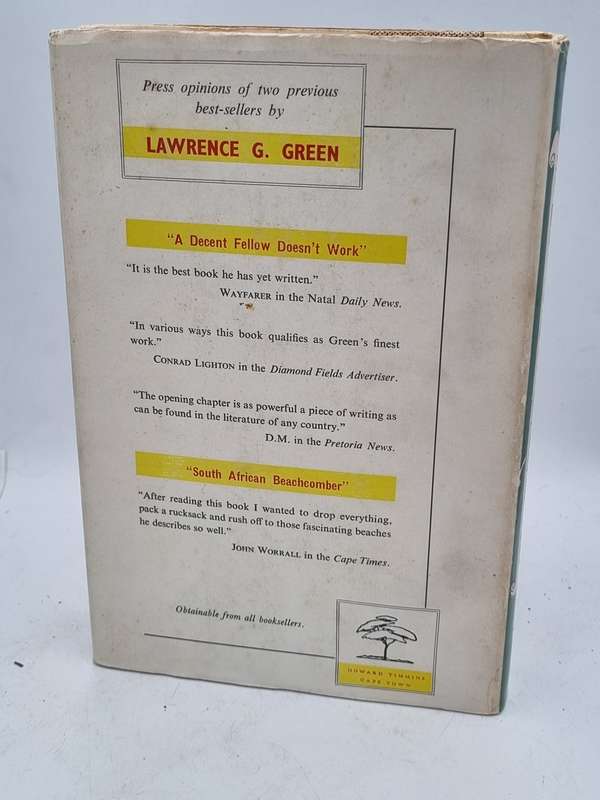 Press opinions of two previous
best-sellers by
LAWRENCE G. GREEN
"A Decent Fellow Doesn't Work"
"It is the best book he has yet written."
WAYFARER in the Natal Daily News.
"In various ways this book qualifies as Green's finest
work."
CONRAD LIGHTON in the Diamond Fields Advertiser.
"The opening chapter is as powerful a piece of writing as
can be found in the literature of any country."
D.M. in the Pretoria News.
"South African Beachcomber"
"After reading this book I wanted to drop everything,
pack a rucksack and rush off to those fascinating beaches
he describes so well."
JOHN WORRALL in the Cape Times.
Obtainable from all booksellers.
HOWARD TIMMINS
CAPE TOWN